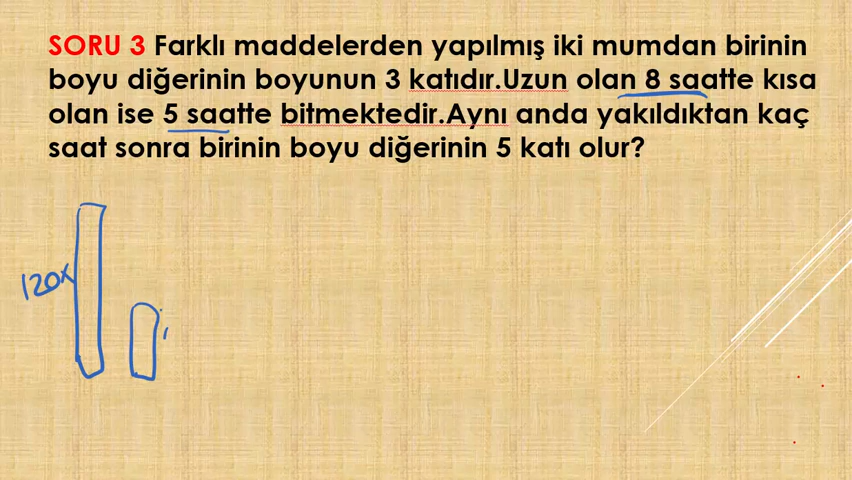 SORU 3 Farklı maddelerden yapılmış iki mumdan birinin
boyu diğerinin boyunun 3 katıdır.Uzun olan 8 saatte kısa
olan ise 5 saatte bitmektedir.Aynı anda yakıldıktan kaç
saat sonra birinin boyu diğerinin 5 katı olur?
120x